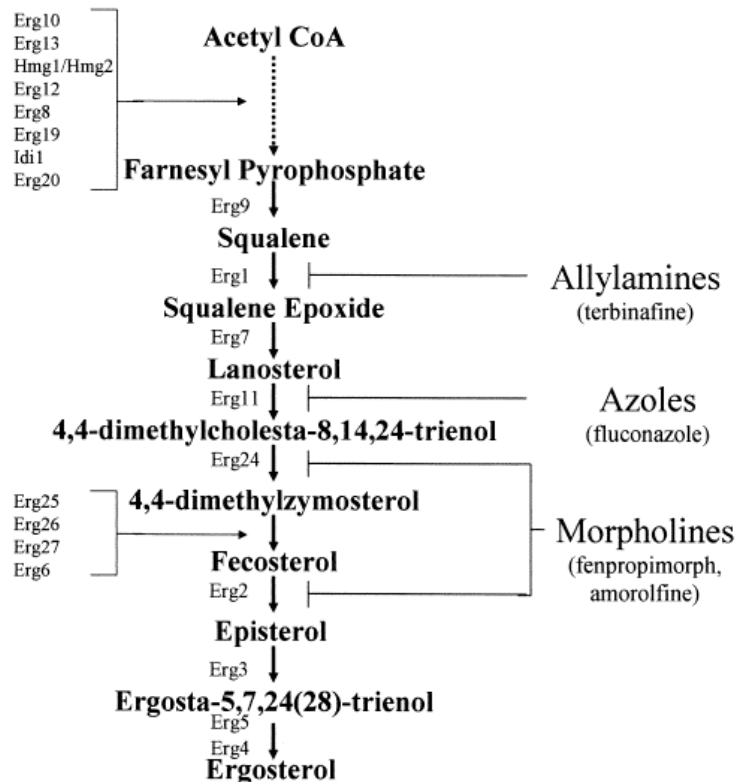 Erg10
Erg13
Hmg1/Hmg2
Erg12
Erg8
Erg19
Idi1
Erg20
Acetyl CoA
Farnesyl Pyrophosphate
Erg9
Squalene
Erg1
Allylamines
(terbinafine)
Squalene Epoxide
Erg7
Lanosterol
Erg11
Azoles
(fluconazole)
4,4-dimethylcholesta-8,14,24-trienol
Erg24
4,4-dimethylzymosterol
Erg25
Erg26
Erg27
Erg6
Morpholines
(fenpropimorph,
amorolfine)
Fecosterol
Erg2
Episterol
Erg3
Ergosta-5,7,24(28)-trienol
Erg5
Erg4
Ergosterol